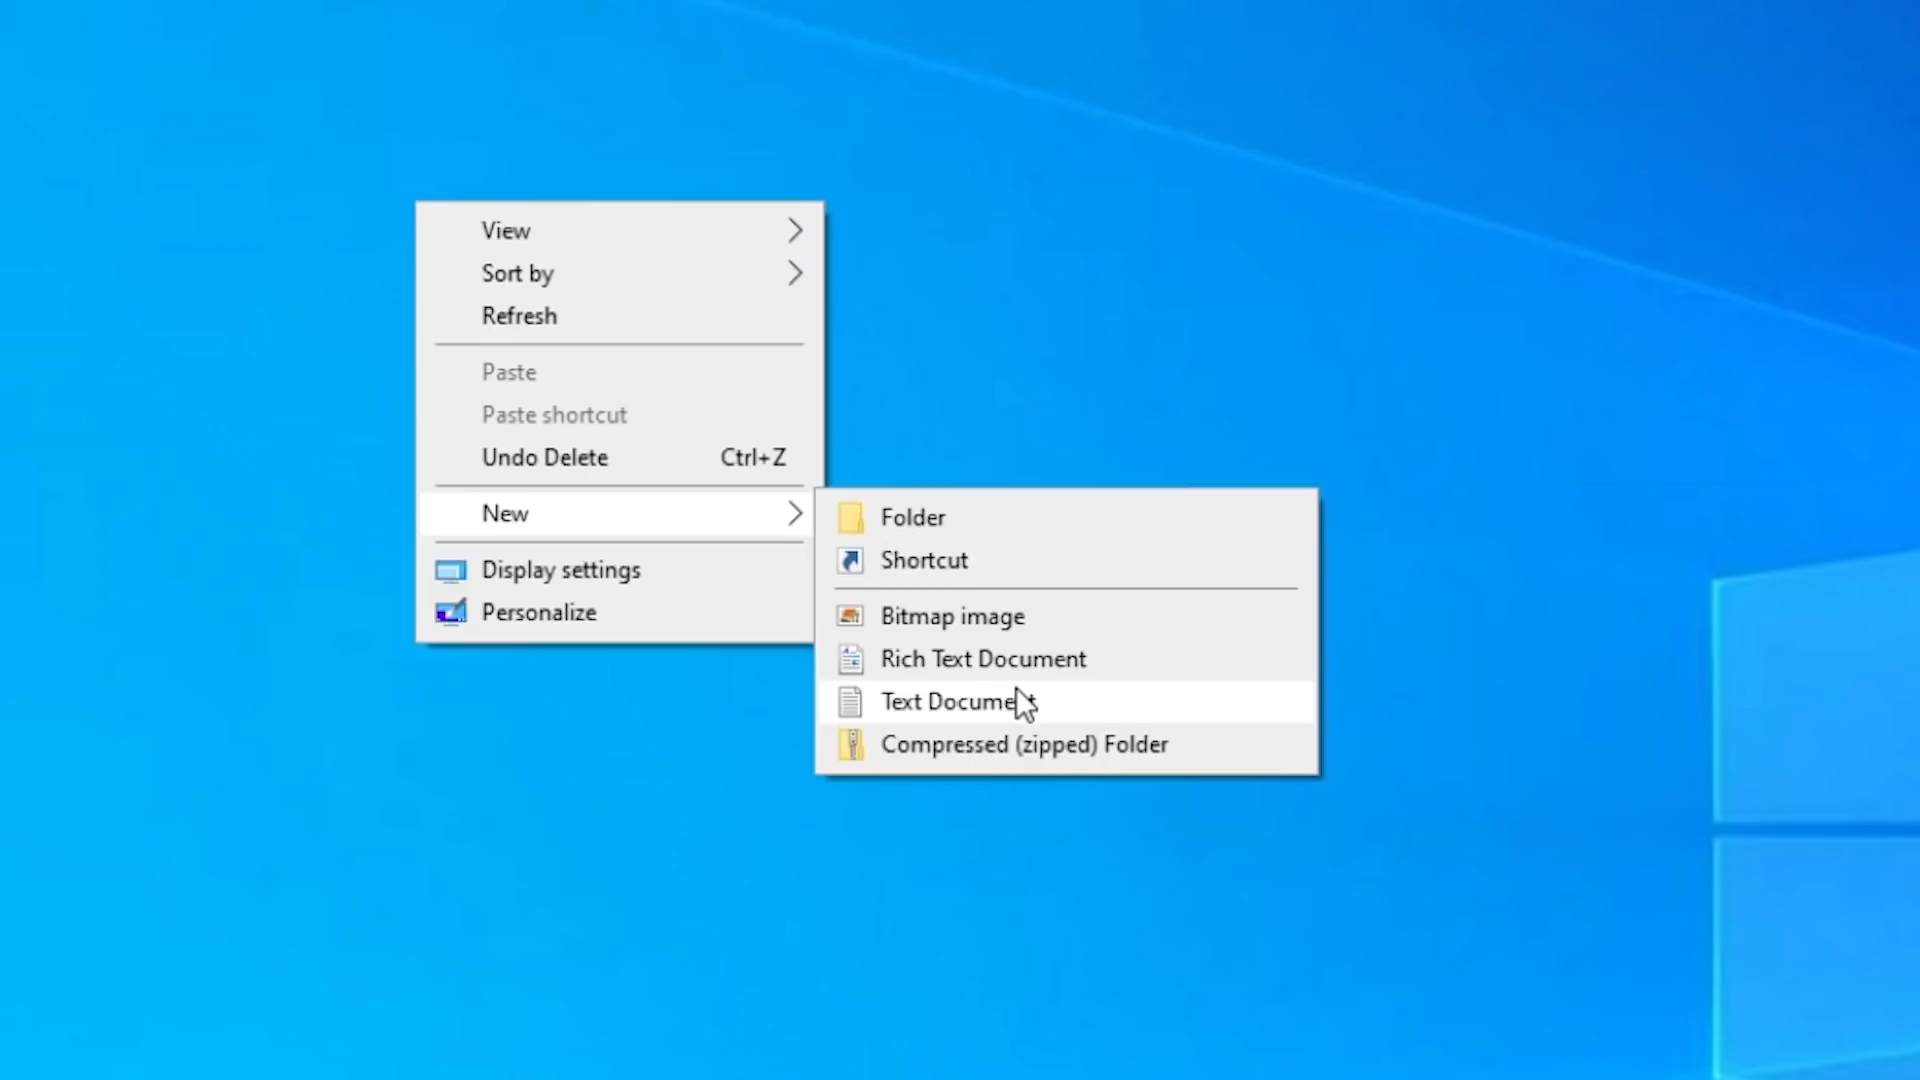 View
Sort by
Refresh
Paste
Paste shortcut
Undo Delete Ctrl+Z
New
Display settings
Personalize
Folder
Shortcut
Bitmap image
Rich Text Document
Text Document
Compressed (zipped) Folder